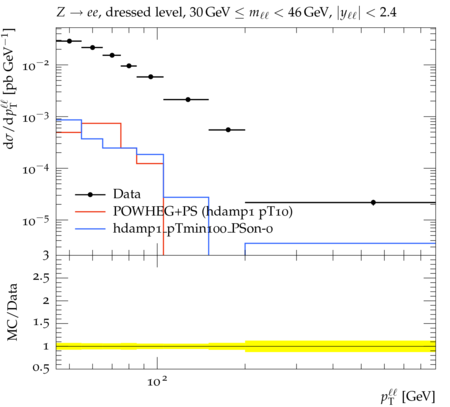 Z → ee, dressed level, 30 GeV ≤ m_ℓℓ < 46 GeV, |y_ℓℓ| < 2.4
dσ/dp_T^ℓℓ [pb GeV⁻¹]
10⁻²
10⁻³
10⁻⁴
10⁻⁵
Data
POWHEG+PS (hdamp1 pT10)
hdamp1_pTmin100_PSon-0
MC/Data
3
2.5
2
1.5
1
0.5
10²
p_T^ℓℓ [GeV]